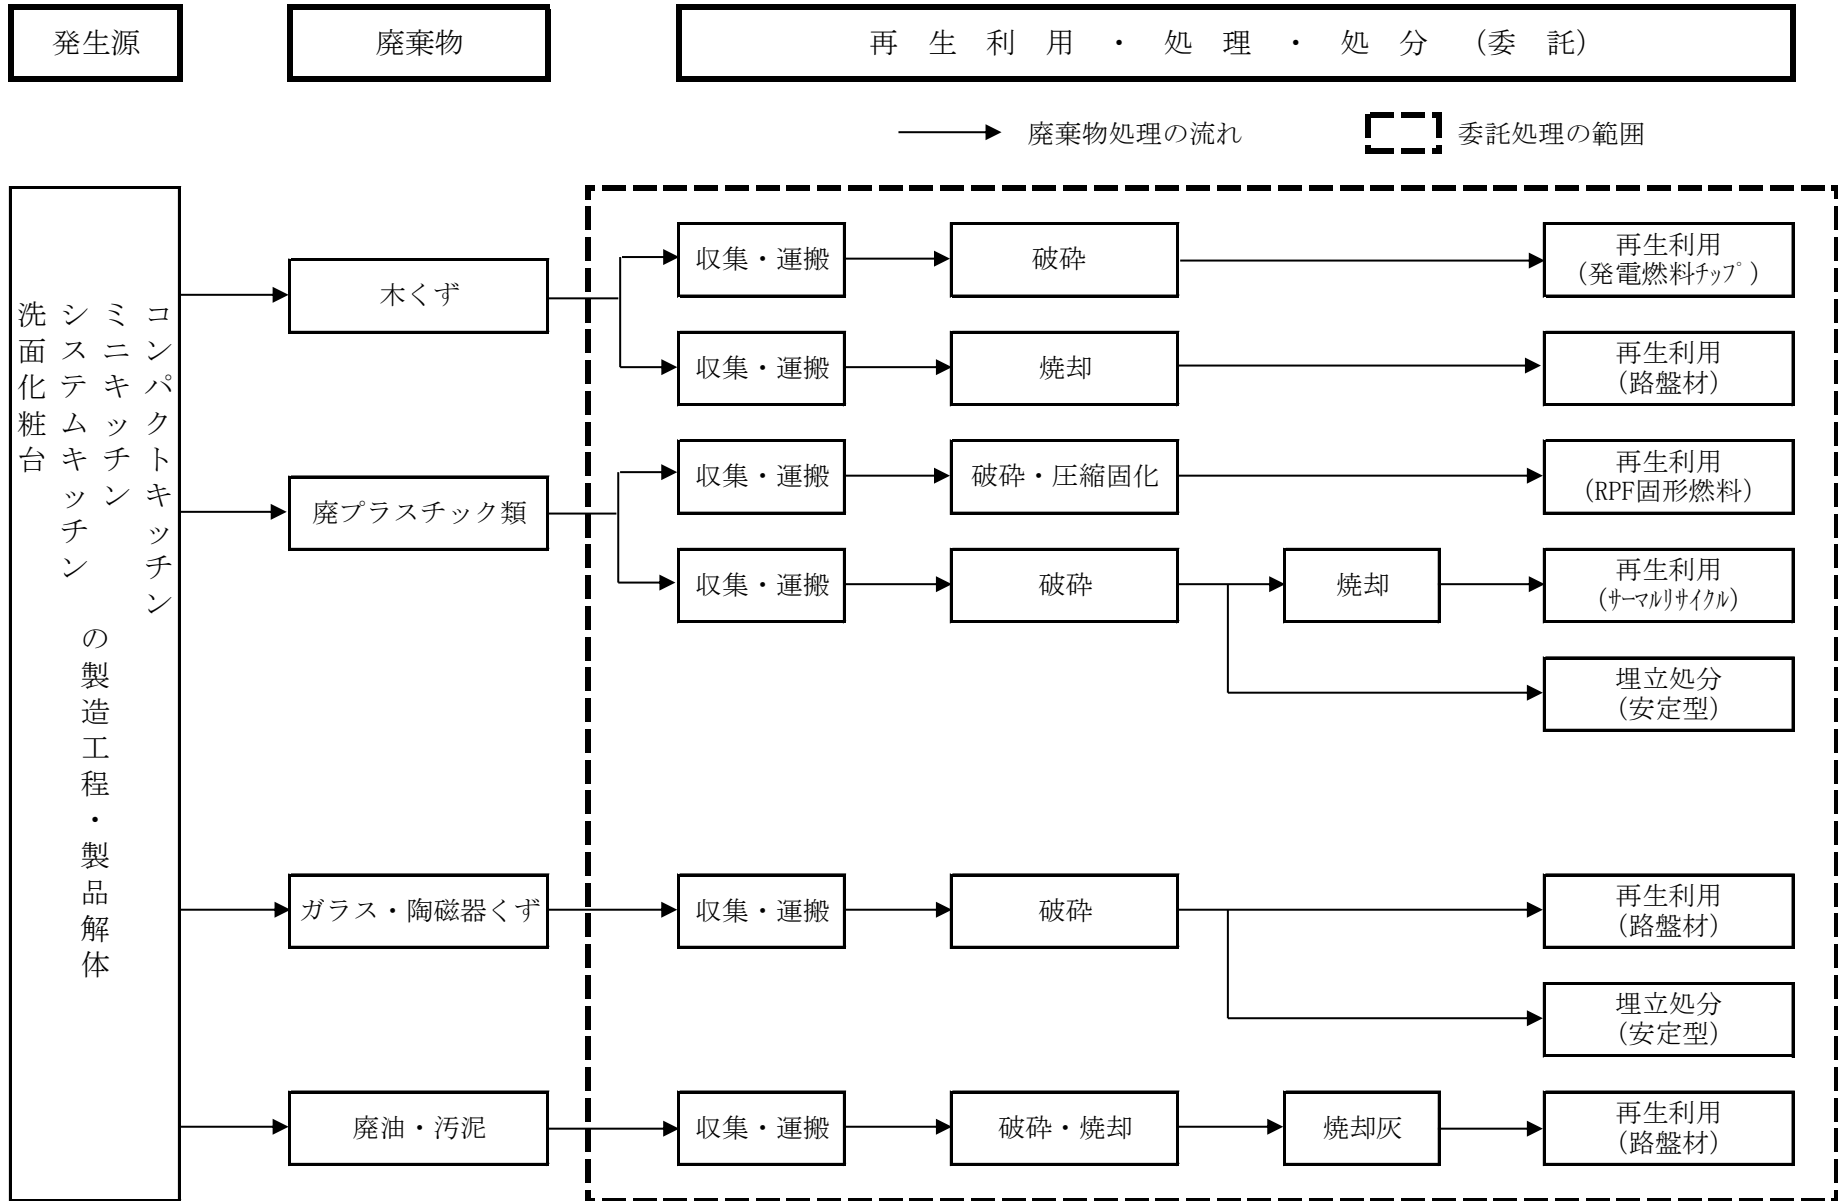 発生源
廃棄物
再生利用・処理・処分（委託）
廃棄物処理の流れ
委託処理の範囲
コンパクトキッチン
ミニキッチン
システムキッチン
洗面化粧台
の製造工程・製品解体
木くず
収集・運搬
破砕
再生利用
（発電燃料ﾁｯﾌﾟ）
収集・運搬
焼却
再生利用
（路盤材）
廃プラスチック類
収集・運搬
破砕・圧縮固化
再生利用
（RPF固形燃料）
収集・運搬
破砕
焼却
再生利用
（ｻｰﾏﾙﾘｻｲｸﾙ）
埋立処分
（安定型）
ガラス・陶磁器くず
収集・運搬
破砕
再生利用
（路盤材）
埋立処分
（安定型）
廃油・汚泥
収集・運搬
破砕・焼却
焼却灰
再生利用
（路盤材）